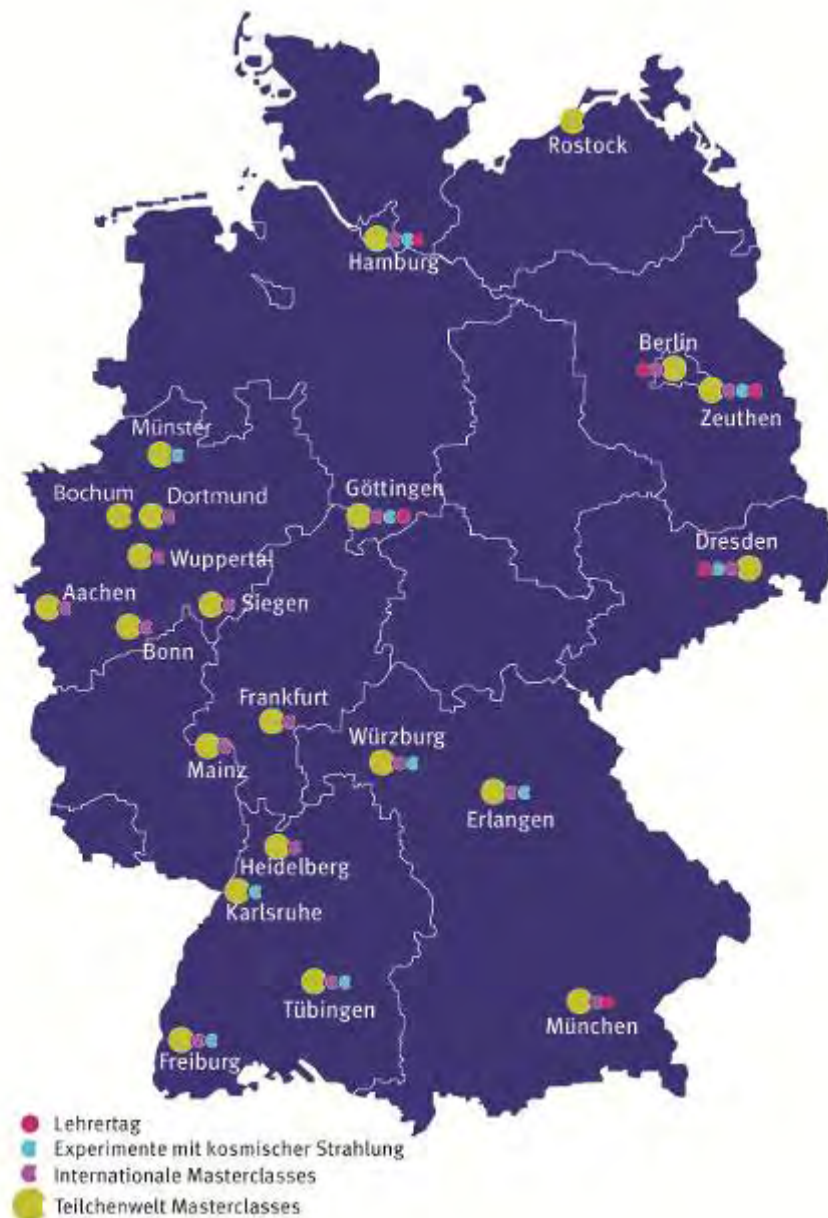 Rostock
Hamburg
Berlin
Zeuthen
Münster
Bochum
Dortmund
Göttingen
Wuppertal
Dresden
Aachen
Siegen
Bonn
Frankfurt
Mainz
Würzburg
Erlangen
Heidelberg
Karlsruhe
Tübingen
München
Freiburg
Lehrertag
Experimente mit kosmischer Strahlung
Internationale Masterclasses
Teilchenwelt Masterclasses